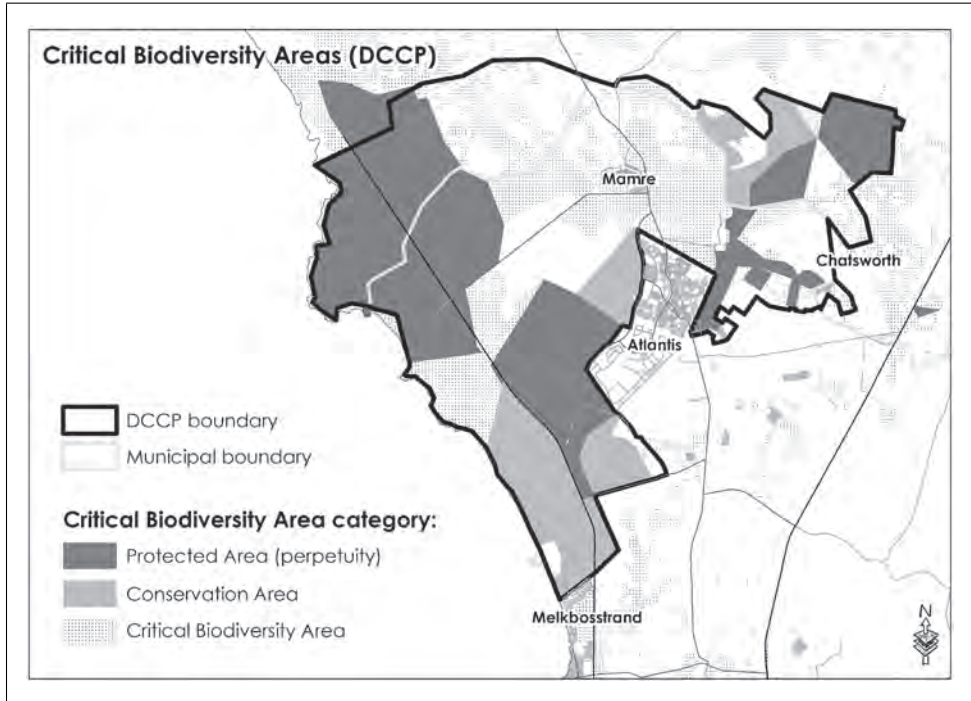 Critical Biodiversity Areas (DCCP)
Mamre
Chatsworth
Atlantis
DCCP boundary
Municipal boundary
Critical Biodiversity Area category:
Protected Area (perpetuity)
Conservation Area
Critical Biodiversity Area
Melkbosstrand
N